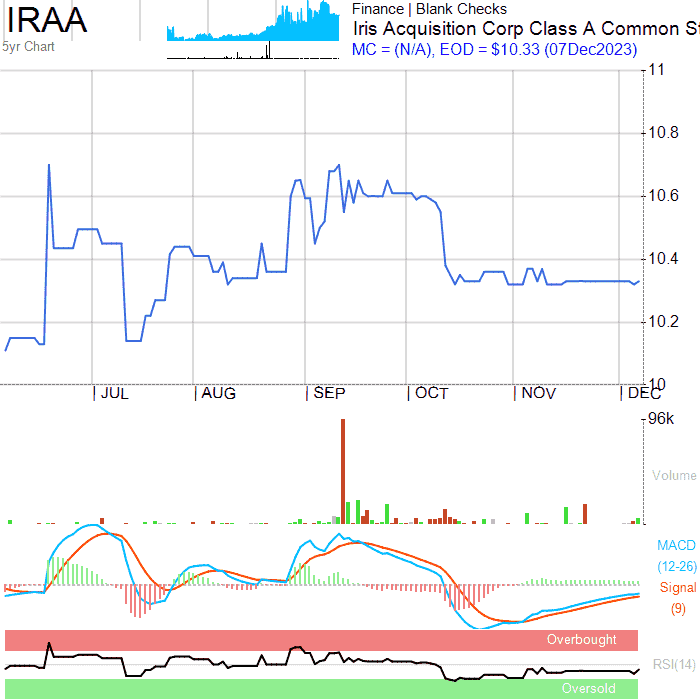 IRAA
5yr Chart
Finance | Blank Checks
Iris Acquisition Corp Class A Common St
MC = (N/A), EOD = $10.33 (07Dec2023)
11
10.8
10.6
10.4
10.2
10
JUL AUG SEP OCT NOV DEC
96k
Volume
MACD
(12-26)
Signal
(9)
Overbought
RSI(14)
Oversold